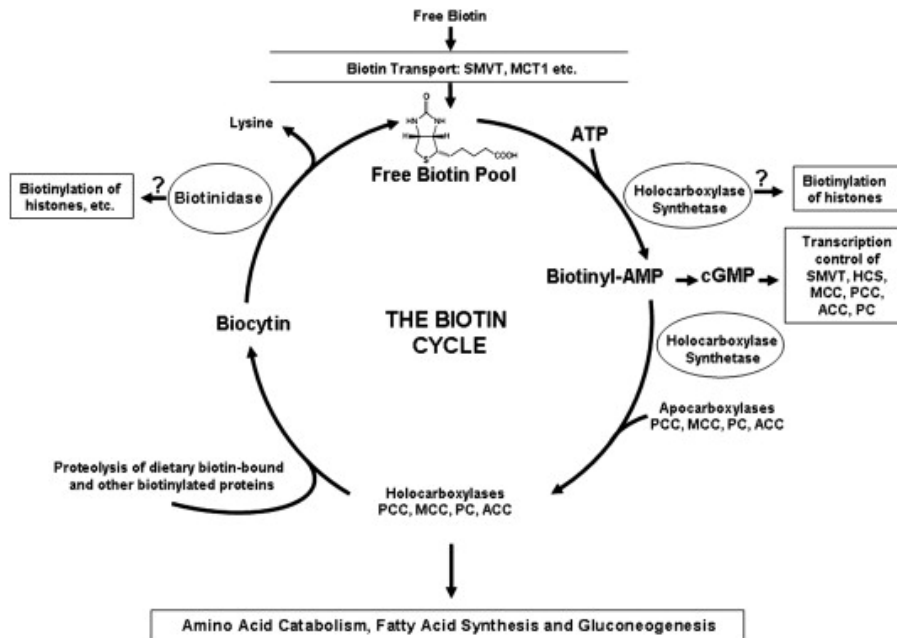 Free Biotin
Biotin Transport: SMVT, MCT1 etc.
O
HN NH
H H
S
COOH
Free Biotin Pool
Lysine
ATP
?
Biotinidase
Biotinylation of
histones, etc.
Holocarboxylase
Synthetase
?
Biotinylation
of histones
Biotinyl-AMP
cGMP
Transcription
control of
SMVT, HCS,
MCC, PCC,
ACC, PC
Biocytin
THE BIOTIN
CYCLE
Holocarboxylase
Synthetase
Apocarboxylases
PCC, MCC, PC, ACC
Proteolysis of dietary biotin-bound
and other biotinylated proteins
Holocarboxylases
PCC, MCC, PC, ACC
Amino Acid Catabolism, Fatty Acid Synthesis and Gluconeogenesis